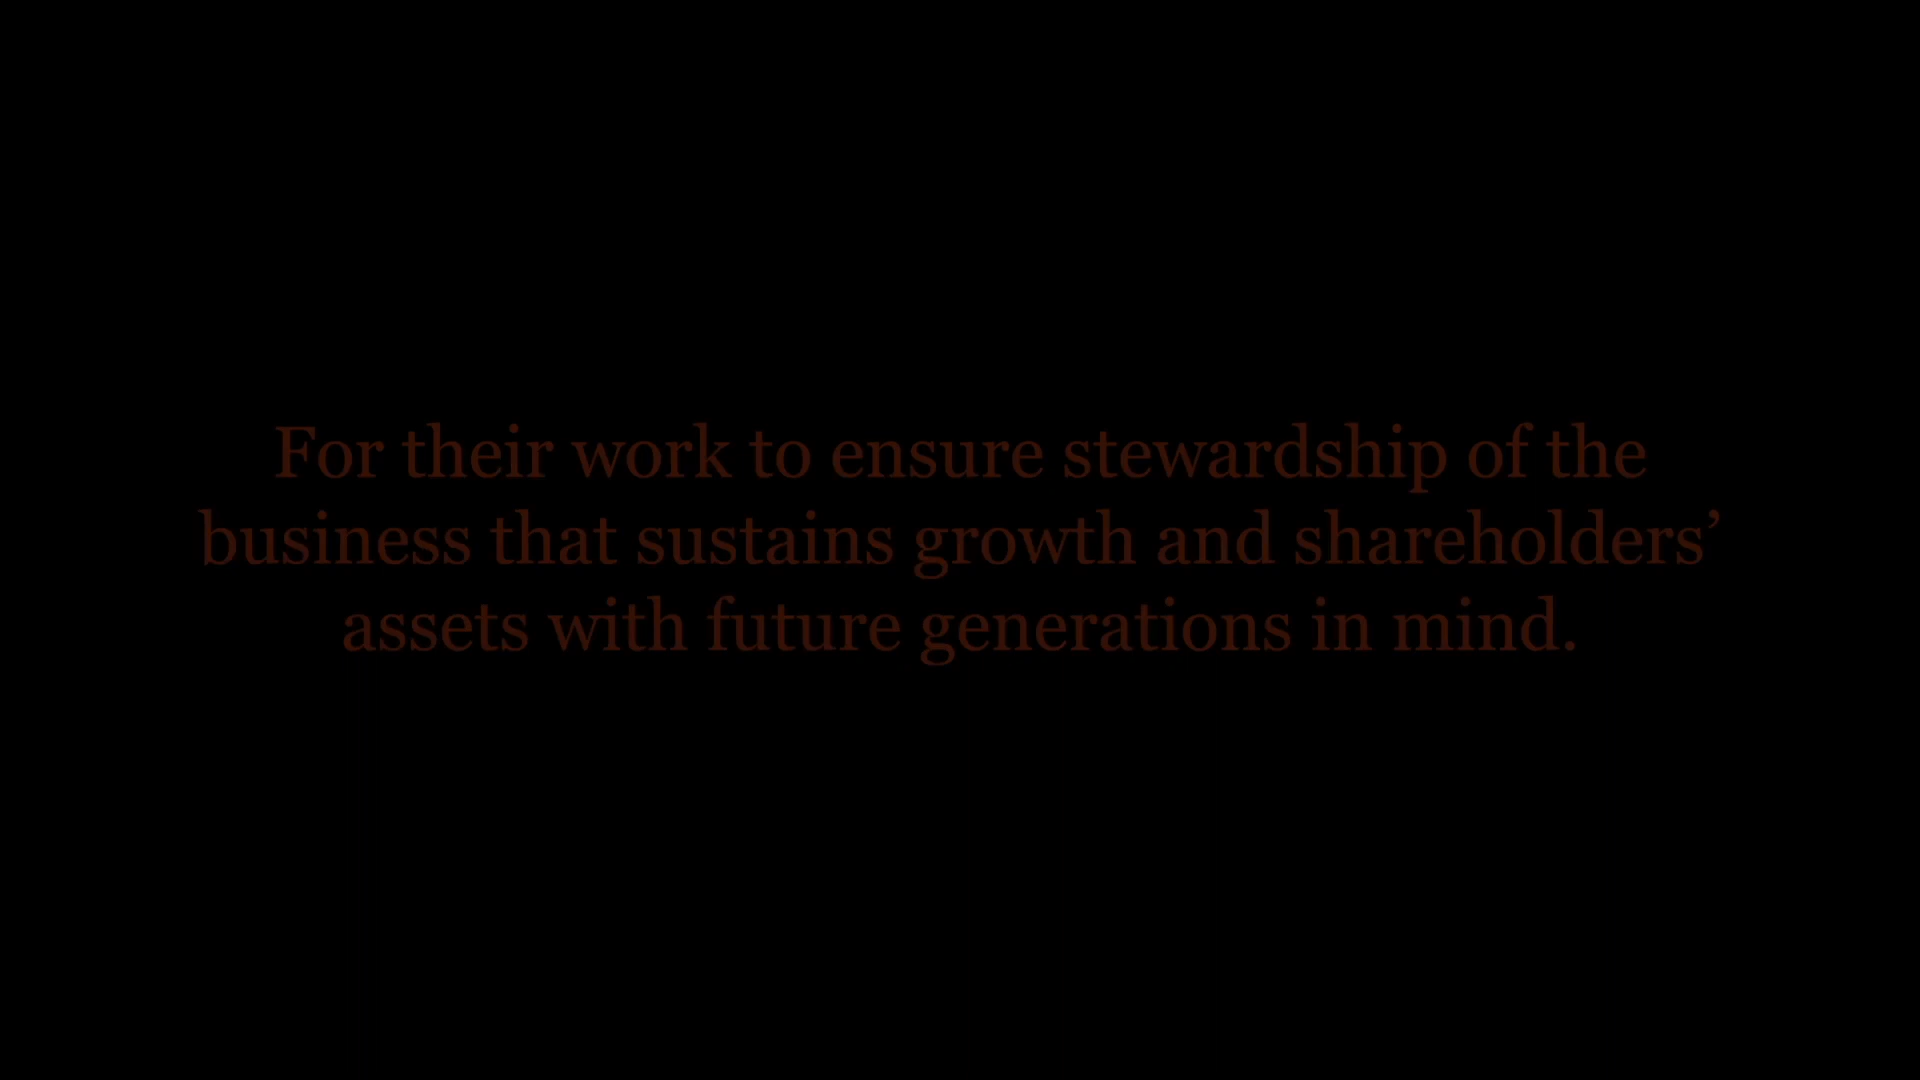 For their work to ensure stewardship of the
business that sustains growth and shareholders’
assets with future generations in mind.